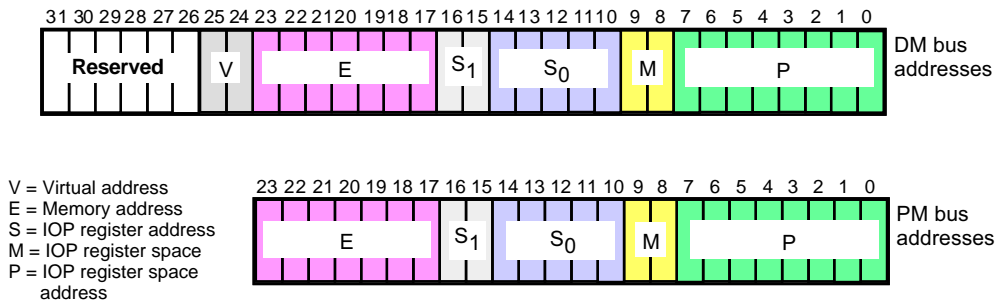 31 30 29 28 27 26 25 24 23 22 2120 19 18 17 16 15 14 13 12 11 10 9 8 7 6 5 4 3 2 1 0
Reserved V E S1 S0 M P
DM bus
addresses
23 22 21 20 19 18 17 16 15 14 13 12 11 10 9 8 7 6 5 4 3 2 1 0
E S1 S0 M P
PM bus
addresses
V = Virtual address
E = Memory address
S = IOP register address
M = IOP register space
P = IOP register space
address